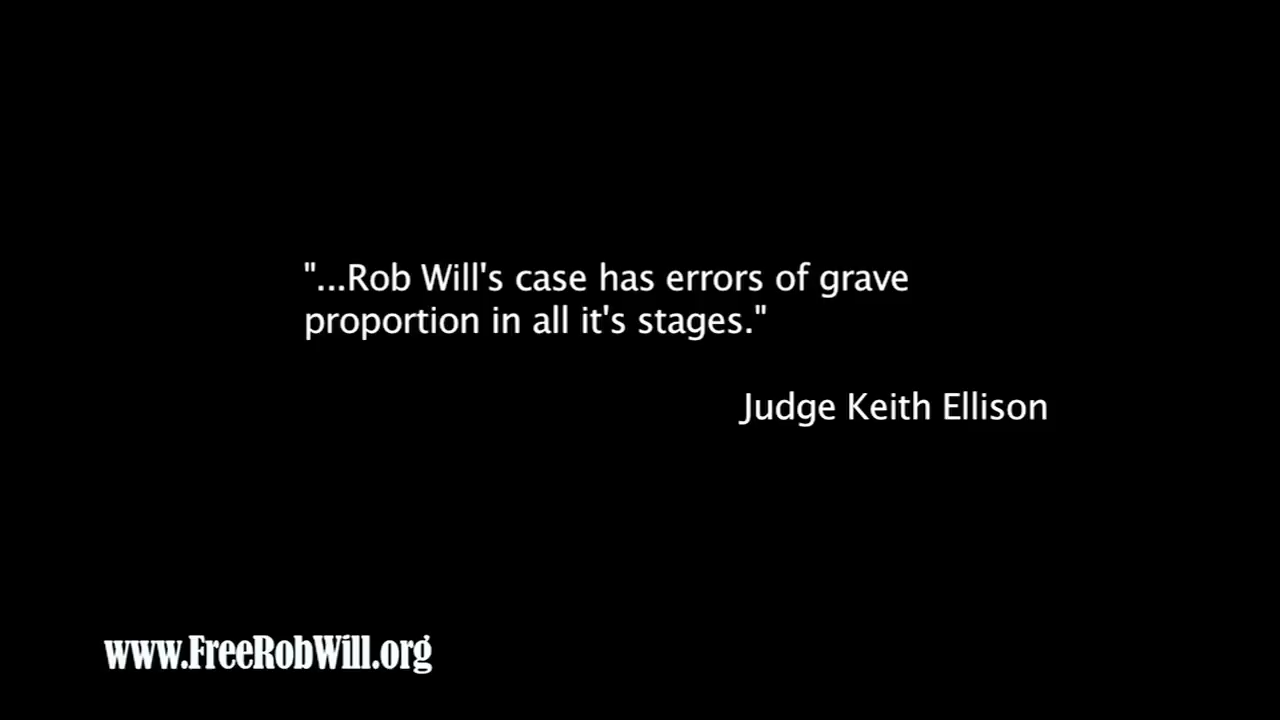 "...Rob Will's case has errors of grave
proportion in all it's stages."
Judge Keith Ellison
www.FreeRobWill.org